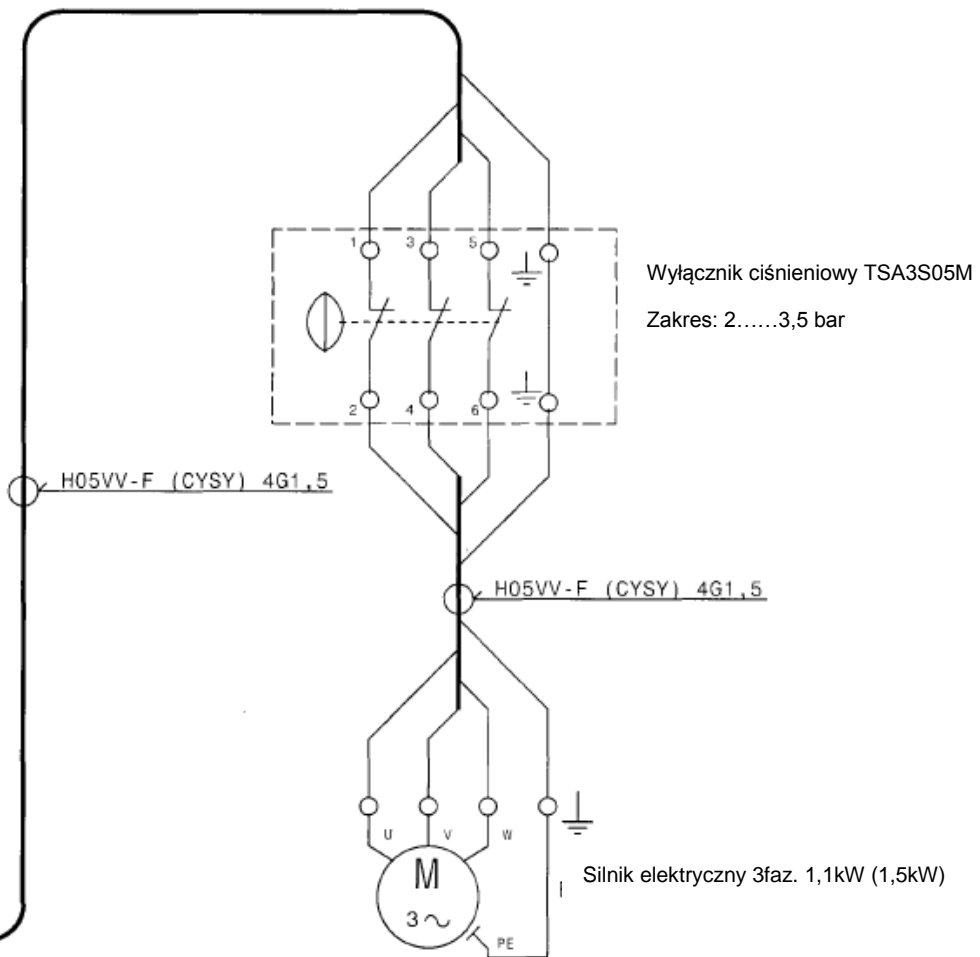 1 3 5
Wyłącznik ciśnieniowy TSA3S05M
Zakres: 2......3,5 bar
2 4 6
H05VV-F (CYSY) 4G1,5
H05VV-F (CYSY) 4G1,5
U V W
M
3~
Silnik elektryczny 3faz. 1,1kW (1,5kW)
PE